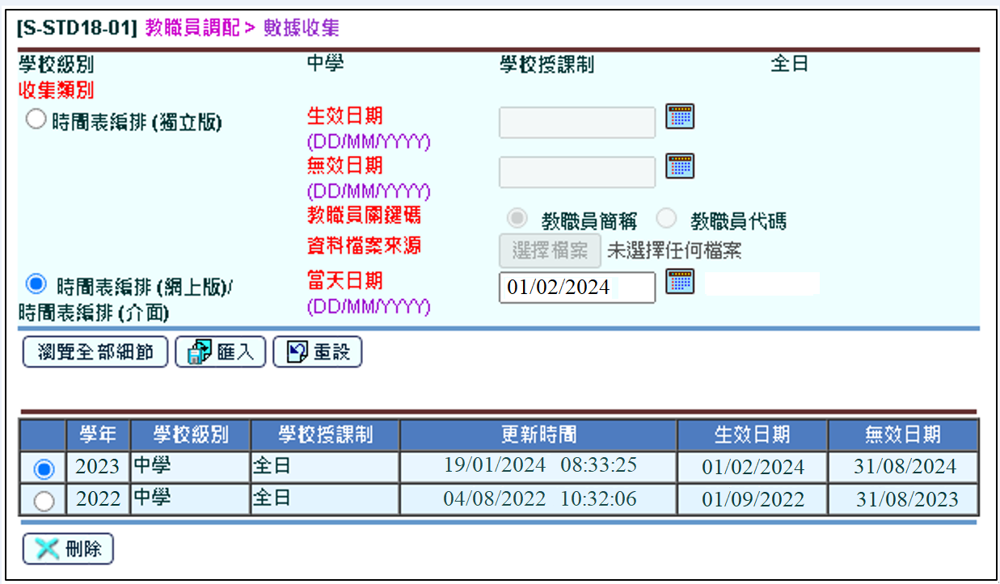 [S-STD18-01] 教職員調配 > 數據收集
學校級別 中學 學校授課制 全日
收集類別
時間表編排 (獨立版) 生效日期
(DD/MM/YYYY)
無效日期
(DD/MM/YYYY)
教職員關鍵碼 教職員簡稱 教職員代碼
資料檔案來源 選擇檔案 未選擇任何檔案
時間表編排 (網上版)/ 當天日期 01/02/2024
時間表編排 (介面) (DD/MM/YYYY)
瀏覽全部細節 匯入 重設
學年 學校級別 學校授課制 更新時間 生效日期 無效日期
2023 中學 全日 19/01/2024 08:33:25 01/02/2024 31/08/2024
2022 中學 全日 04/08/2022 10:32:06 01/09/2022 31/08/2023
刪除